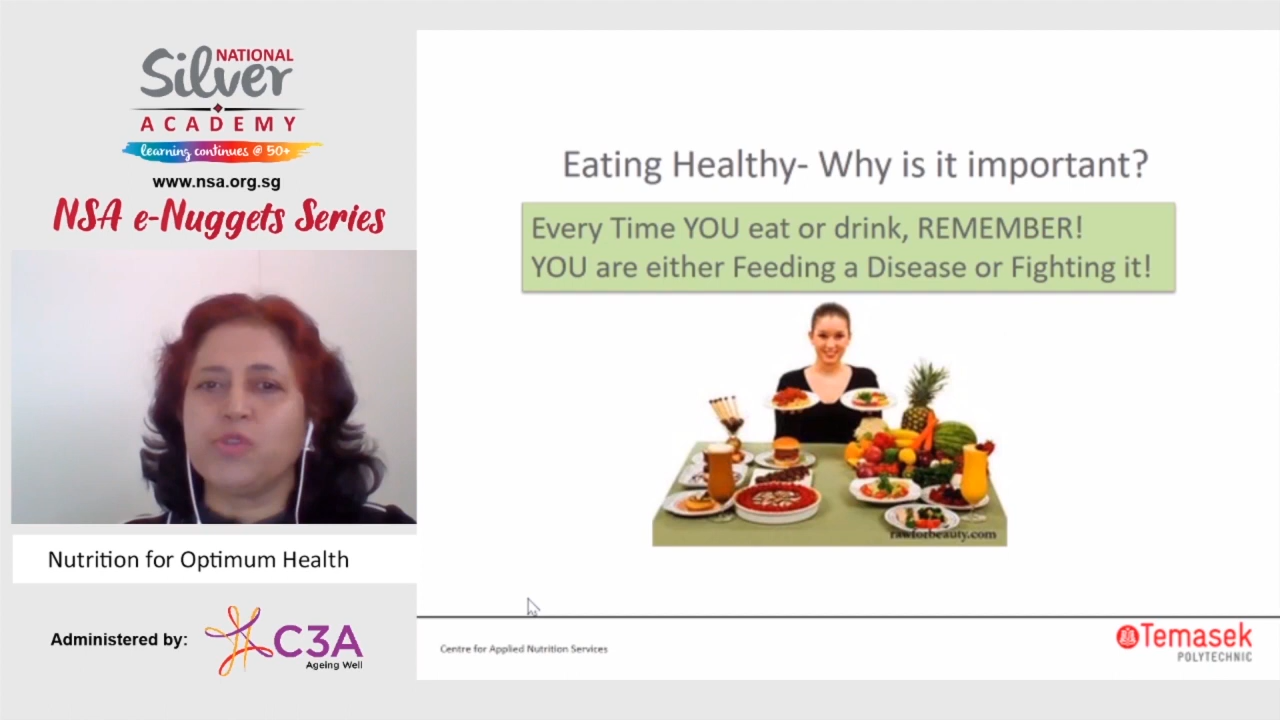 NATIONAL
Silver
ACADEMY
learning continues @ 50+
www.nsa.org.sg
NSA e-Nuggets Series
Nutrition for Optimum Health
Administered by:
C3A
Ageing Well
Eating Healthy- Why is it important?
Every Time YOU eat or drink, REMEMBER!
YOU are either Feeding a Disease or Fighting it!
rawforbeauty.com
Centre for Applied Nutrition Services
Temasek
POLYTECHNIC